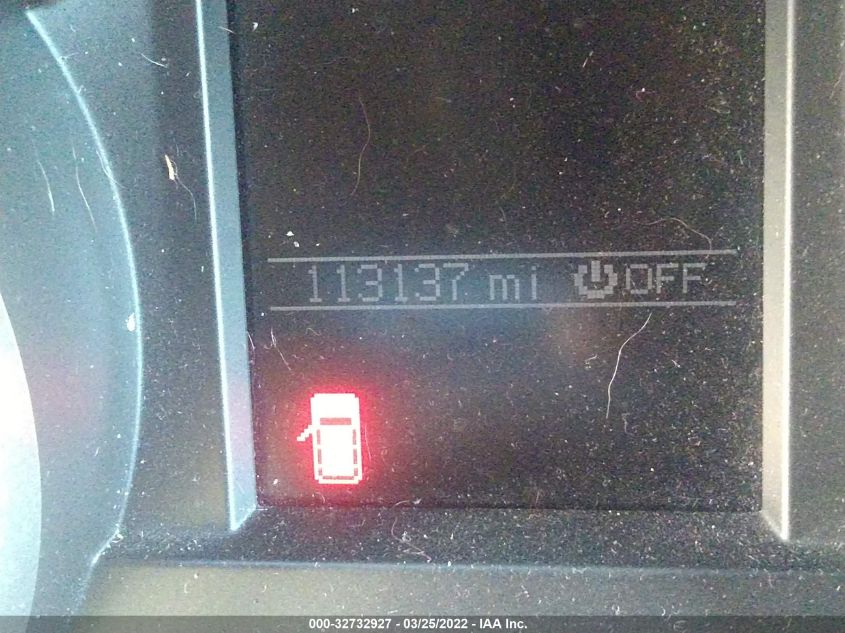 113137 mi OFF
000-32732927 - 03/25/2022 - IAA Inc.